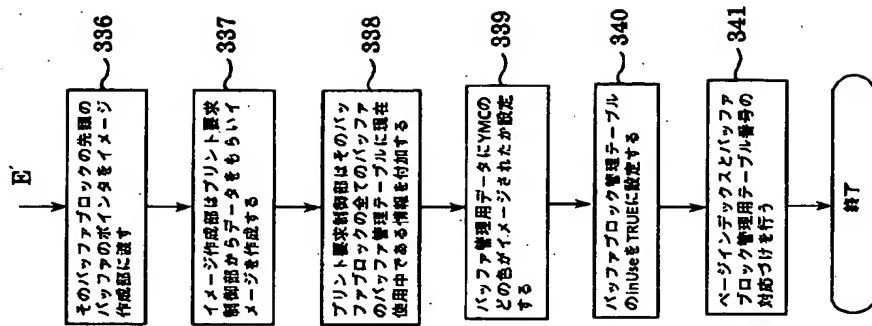 E'
そのバッファブロックの先頭の
バッファのポインタをイメージ
作成部に渡す
336
イメージ作成部はプリント要求
制御部からデータをもらいイ
メージを作成する
337
プリント要求制御部はそのバッ
ファブロックの全てのバッファ
のバッファ管理テーブルに現在
使用中である情報を付加する
338
バッファ管理用データにYMCの
どの色がイメージされたか設定
する
339
バッファブロック管理テーブル
のinUseをTRUEに設定する
340
ページインデックスとバッファ
ブロック管理用テーブル番号の
対応づけを行う
341
終了